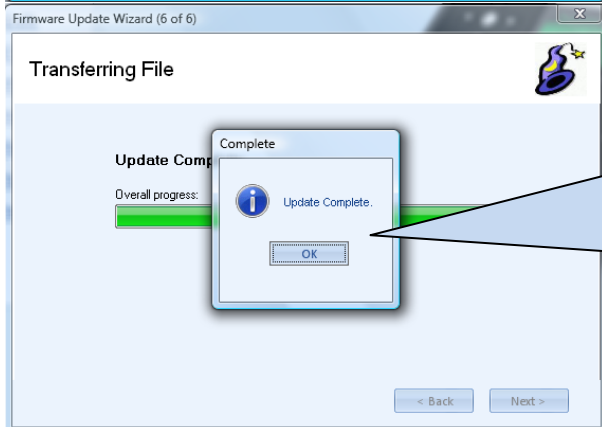 Firmware Update Wizard (6 of 6)
Transferring File
Complete
Update Comp
Update Complete.
Overall progress:
OK
< Back
Next >